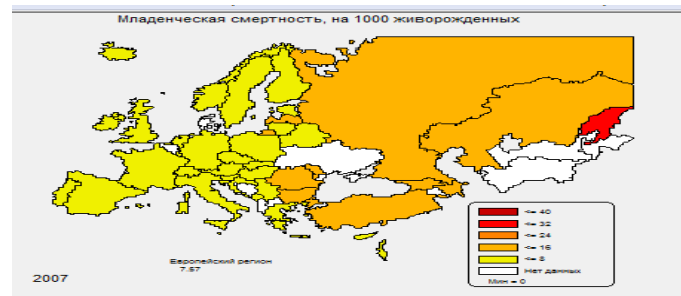 Младенческая смертность, на 1000 живорожденных
<= 40
<= 32
<= 24
<= 16
<= 8
Нет данных
Мин = 0
Европейский регион
7.57
2007